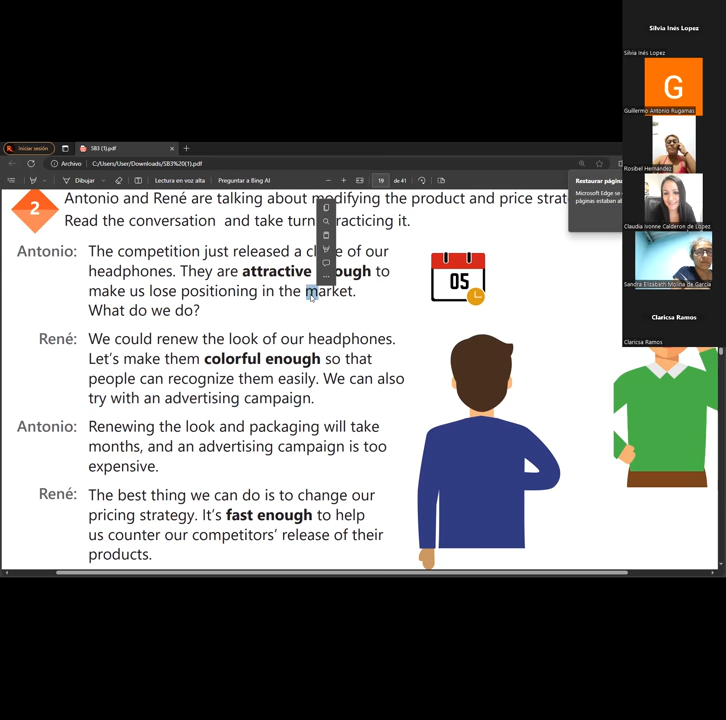 Silvia Inés Lopez
Silvia Inés Lopez
G
Guillermo Antonio Rugamas
Rosibel Hernández
Claudia Ivonne Calderon de Lopez
Sandra Elizabath Molina de Garcia
Claricsa Ramos
Claricsa Ramos
Iniciar sesión
SB3 (1).pdf
Archivo C:/Users/User/Downloads/SB3%20(1).pdf
Dibujar
Lectura en voz alta
Preguntar a Bing AI
19 de 41
Restaurar págin
Microsoft Edge se
páginas estaban ab
2
Antonio and René are talking about modifying the product and price strat
Read the conversation and take turns practicing it.
Antonio: The competition just released a of our
headphones. They are attractive to
make us lose positioning in the market.
What do we do?
René: We could renew the look of our headphones.
Let's make them colorful enough so that
people can recognize them easily. We can also
try with an advertising campaign.
Antonio: Renewing the look and packaging will take
months, and an advertising campaign is too
expensive.
René: The best thing we can do is to change our
pricing strategy. It's fast enough to help
us counter our competitors' release of their
products.
05